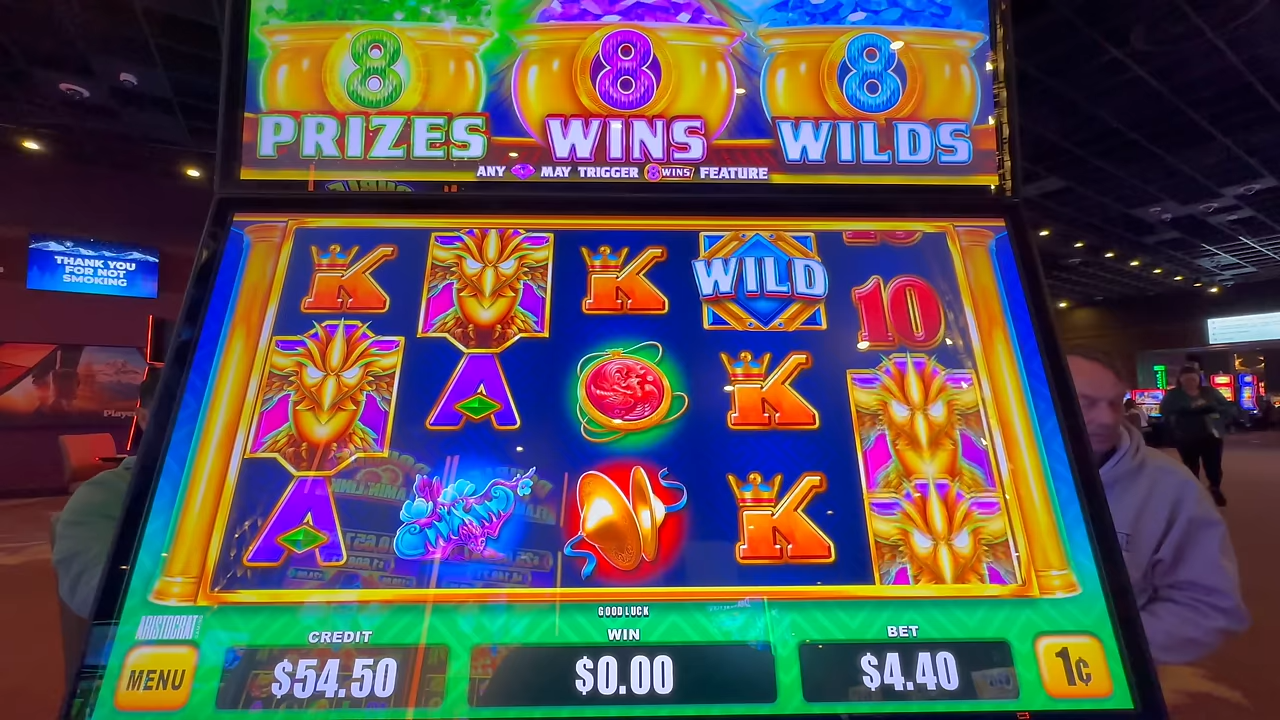 8 8 8
PRIZES WINS WILDS
ANY MAY TRIGGER 8 WINS FEATURE
THANK YOU
FOR NOT
SMOKING
K K WILD 10
A K
A K
Player
GOOD LUCK
ARISTOCRAT
CREDIT WIN BET
MENU $54.50 $0.00 $4.40 1¢